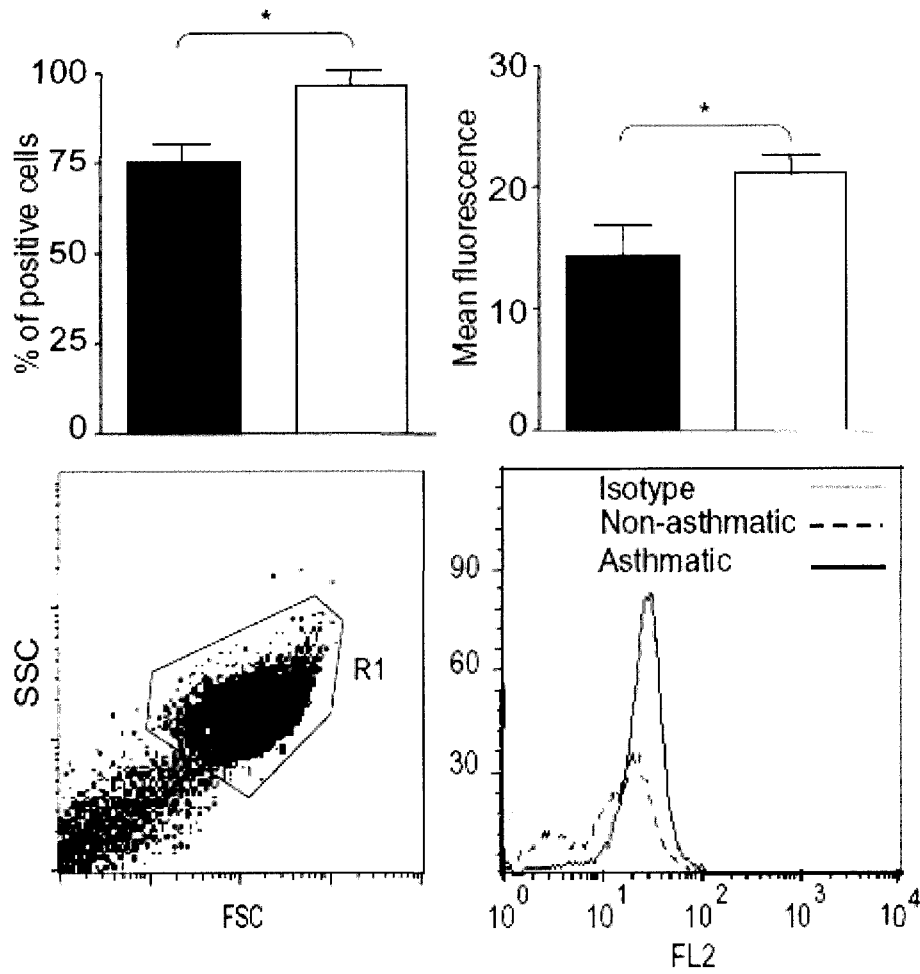 *
100
75
50
25
0
% of positive cells
*
30
20
10
0
Mean fluorescence
SSC
R1
FSC
Isotype
Non-asthmatic
Asthmatic
90
60
30
10^0 10^1 10^2 10^3 10^4
FL2